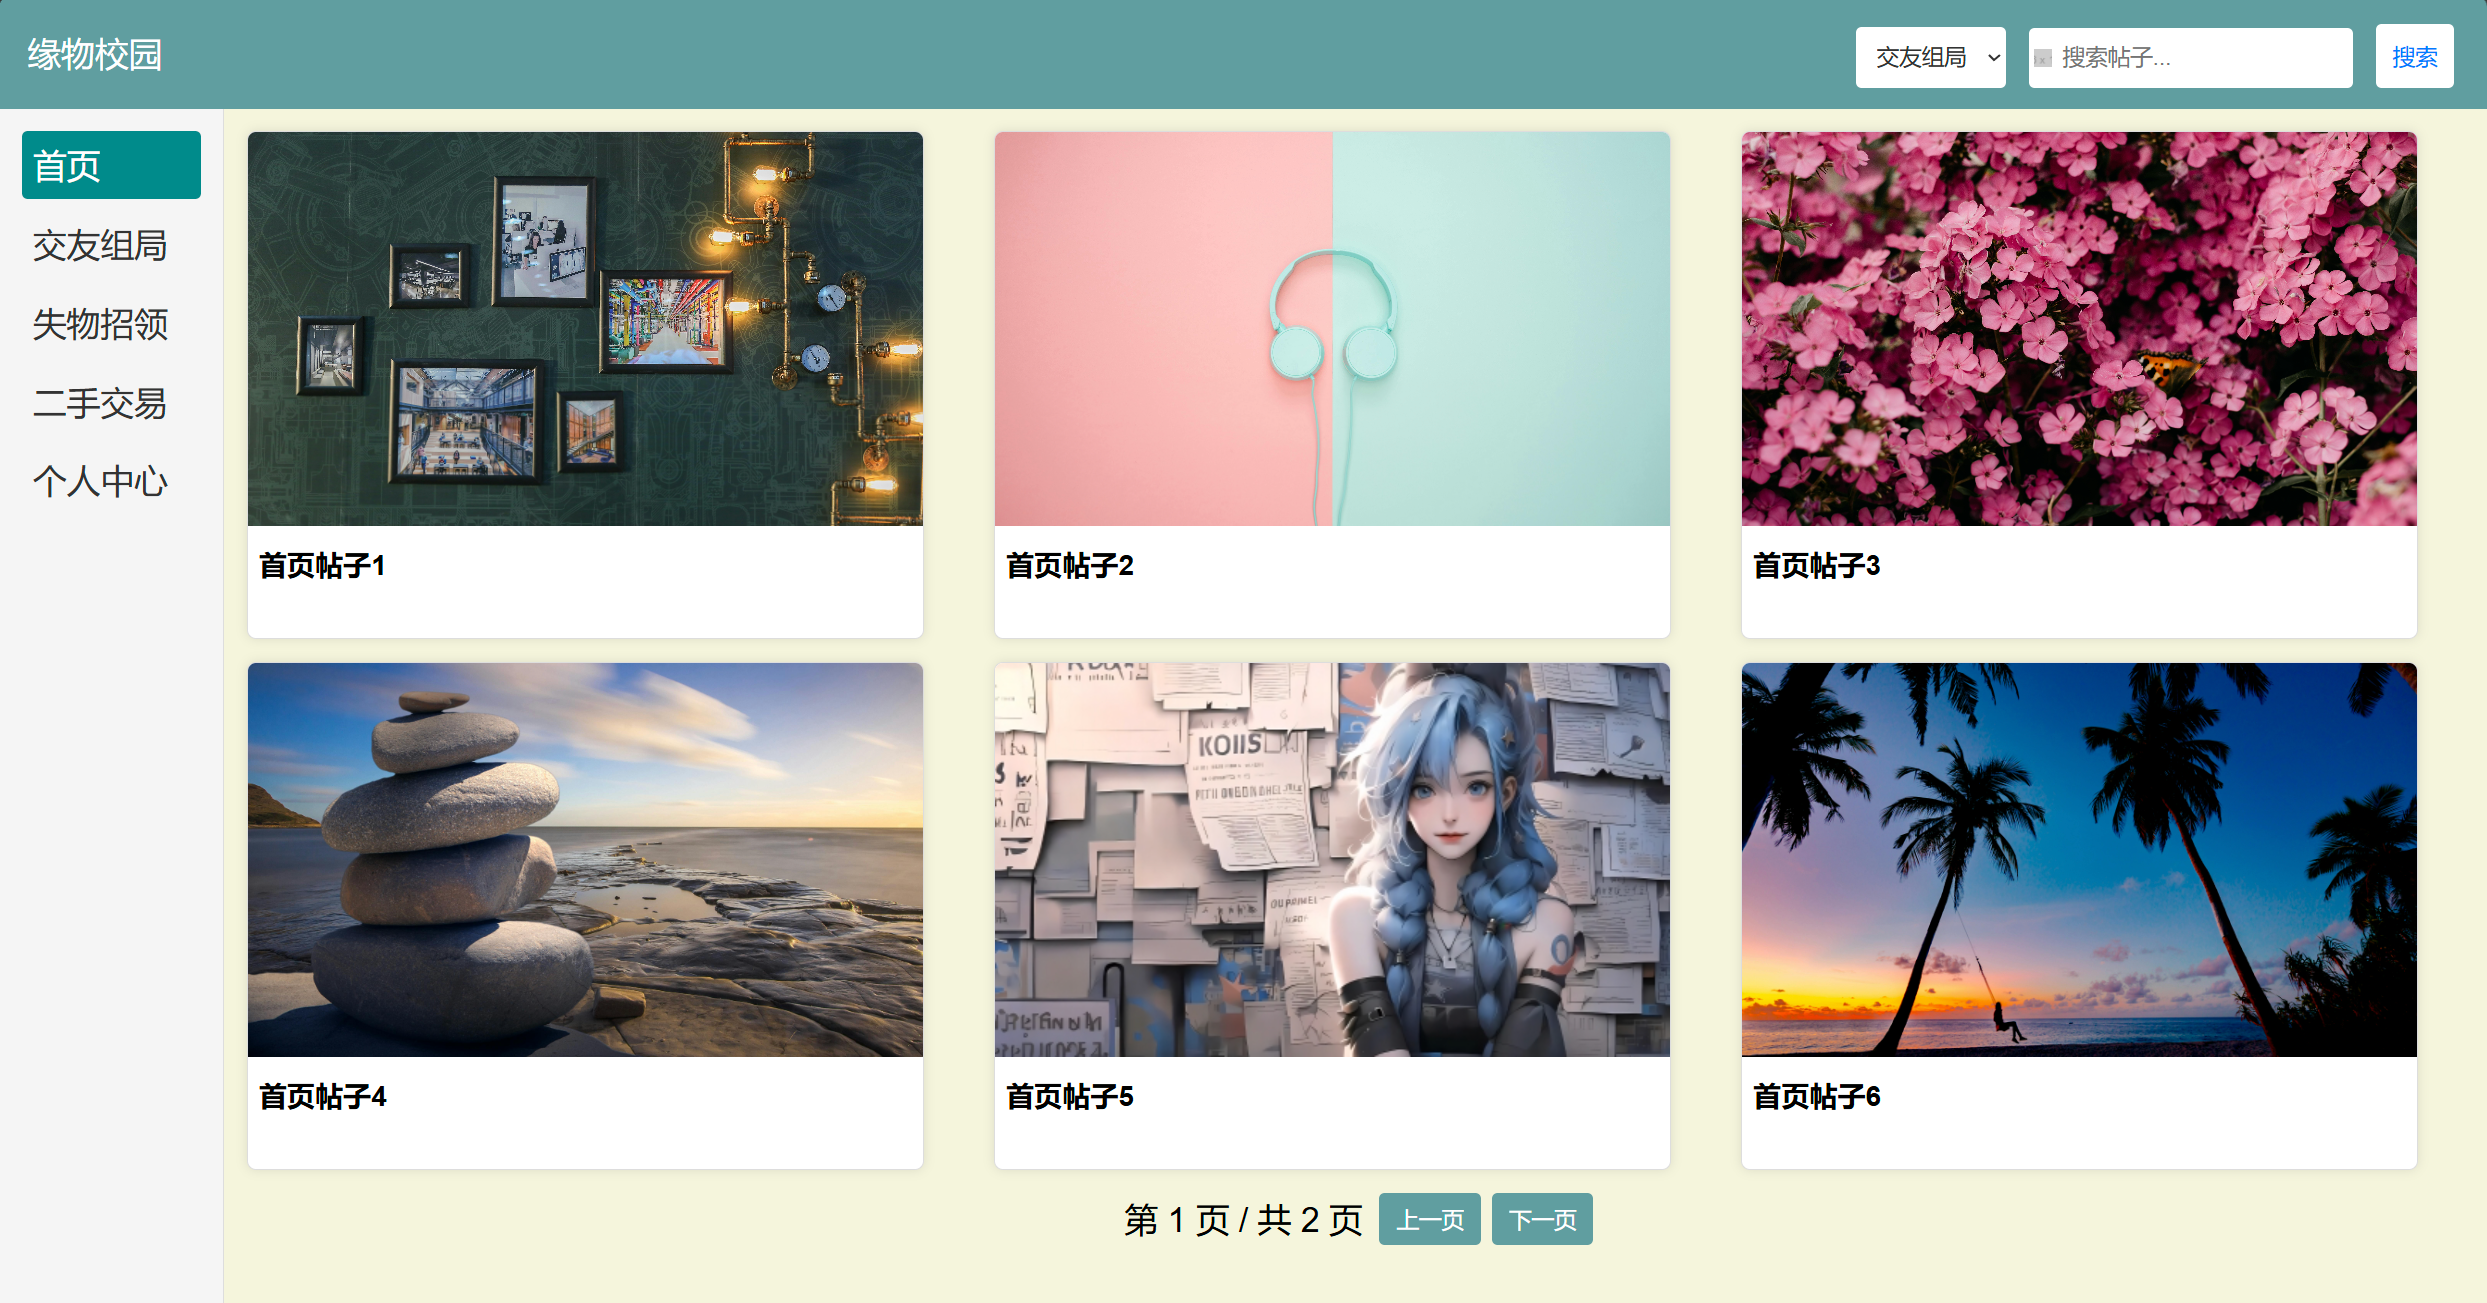 缘物校园
交友组局
搜索帖子...
搜索
首页
交友组局
失物招领
二手交易
个人中心
首页帖子1
首页帖子2
首页帖子3
KOIIS
首页帖子4
首页帖子5
首页帖子6
第 1 页 / 共 2 页
上一页
下一页